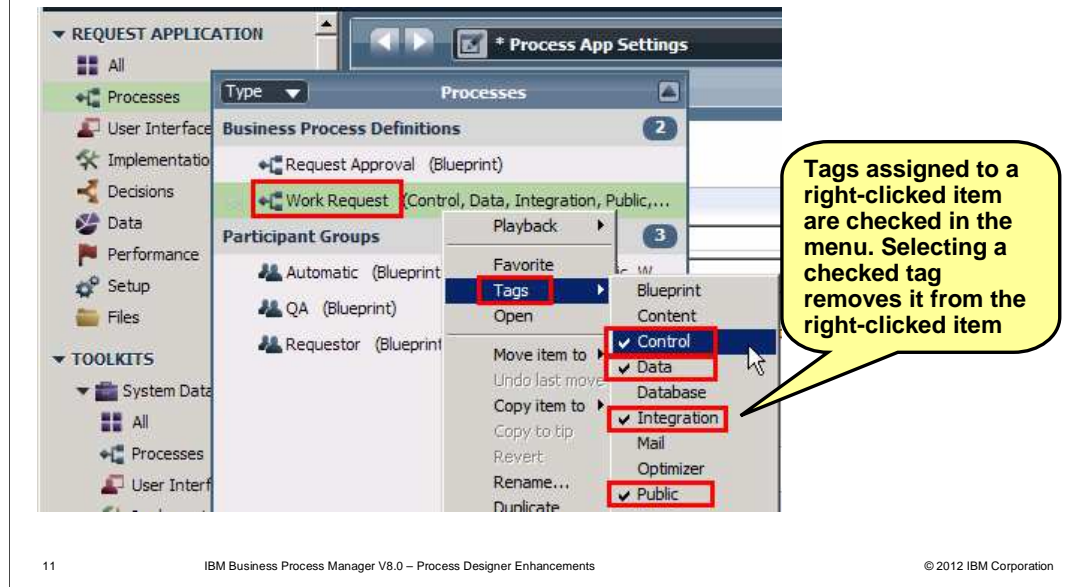 REQUEST APPLICATION
All
Processes
User Interface
Implementatio
Decisions
Data
Performance
Setup
Files
TOOLKITS
System Data
All
Processes
User Interf
* Process App Settings
Type
Processes
Business Process Definitions
2
Request Approval (Blueprint)
Work Request (Control, Data, Integration, Public,...
Participant Groups
3
Automatic (Blueprint
QA (Blueprint)
Requestor (Blueprint
Playback
Favorite
Tags
Open
Move item to
Undo last move
Copy item to
Copy to tip
Revert
Rename...
Duplicate
Blueprint
Content
Control
Data
Database
Integration
Mail
Optimizer
Public
Tags assigned to a
right-clicked item
are checked in the
menu. Selecting a
checked tag
removes it from the
right-clicked item
11
IBM Business Process Manager V8.0 – Process Designer Enhancements
© 2012 IBM Corporation